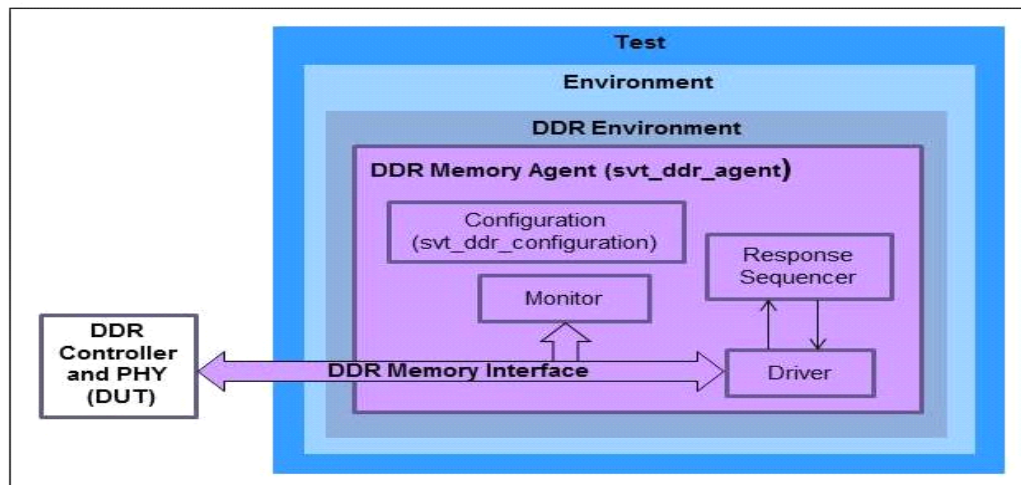 Test
Environment
DDR Environment
DDR Memory Agent (svt_ddr_agent)
Configuration
(svt_ddr_configuration)
Response
Sequencer
Monitor
DDR
Controller
and PHY
(DUT)
DDR Memory Interface
Driver